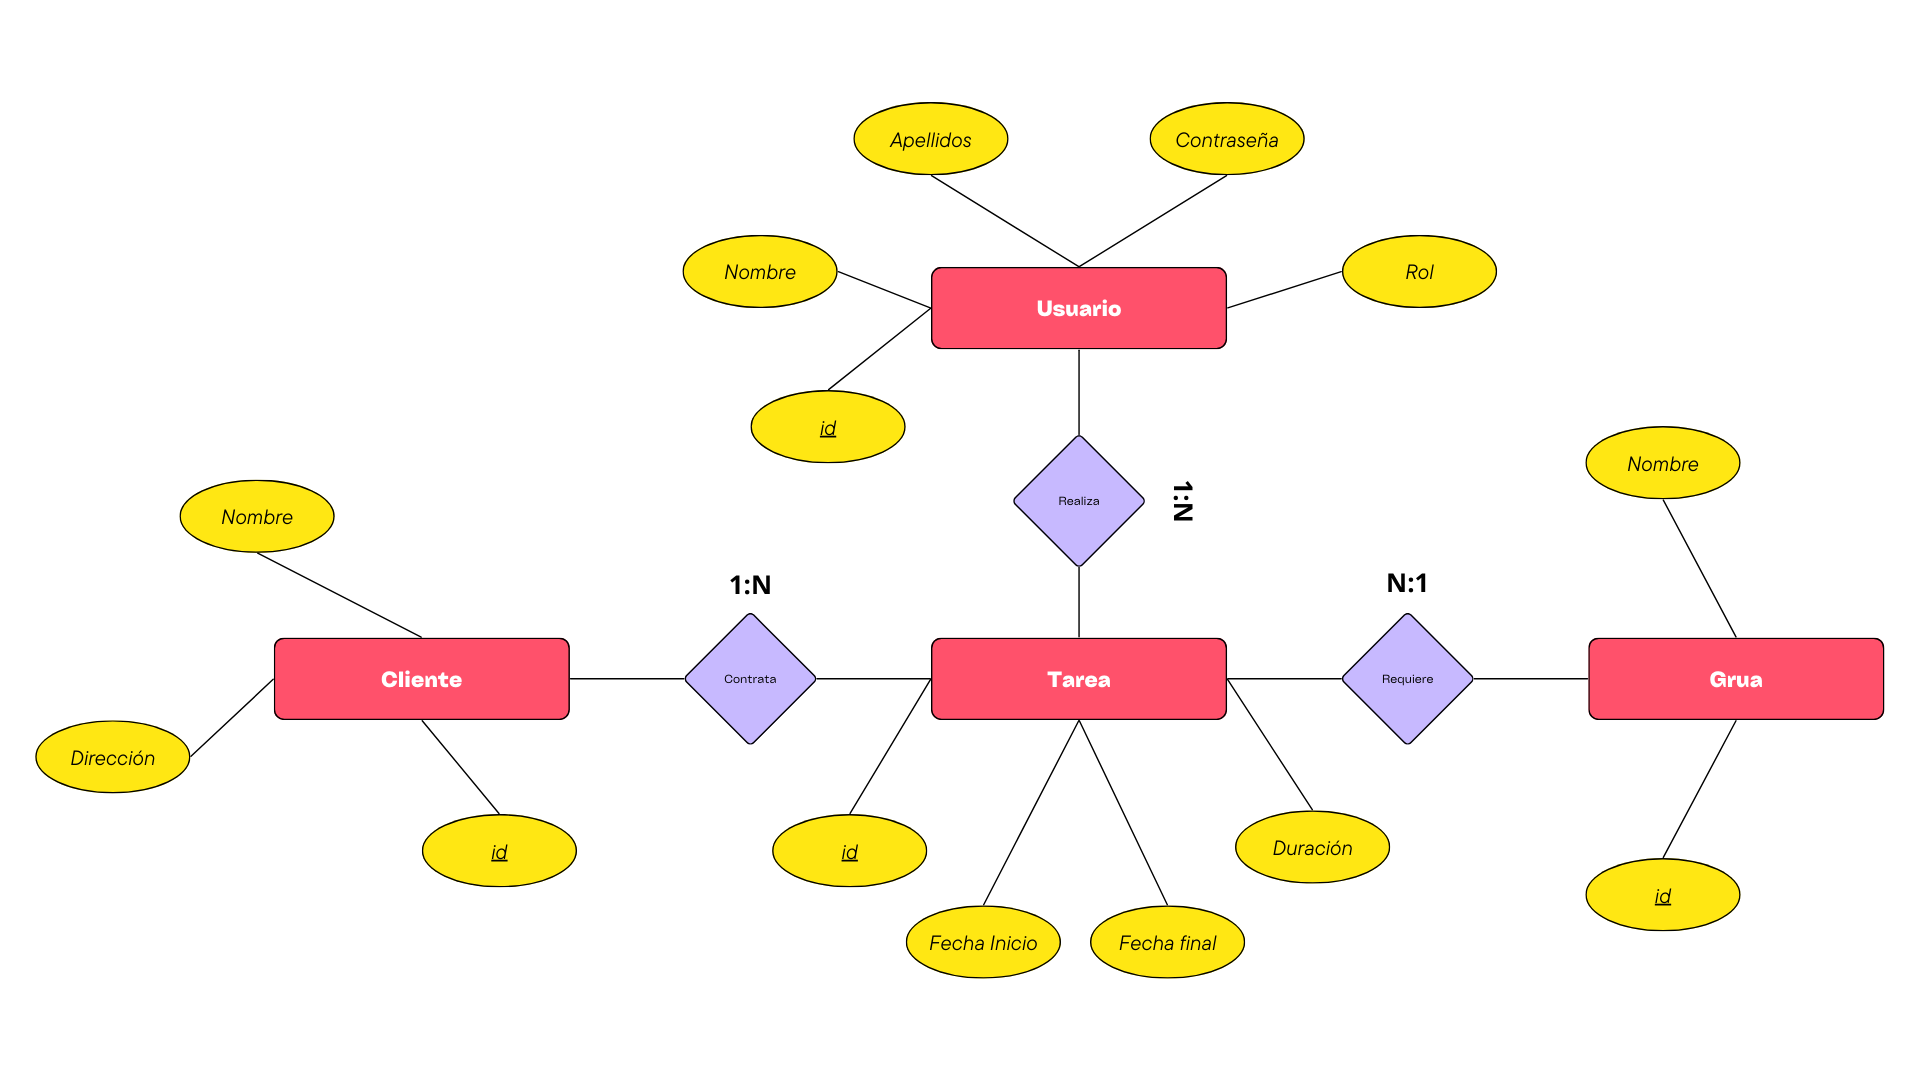 Apellidos
Contraseña
Nombre
Rol
Usuario
id
Nombre
Realiza
1:N
Nombre
1:N
N:1
Cliente
Contrata
Tarea
Requiere
Grua
Dirección
id
id
Duración
id
Fecha Inicio
Fecha final